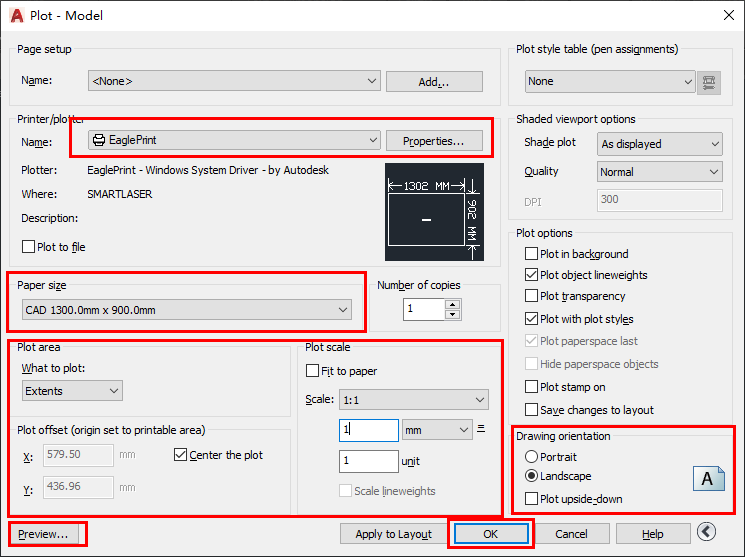 Plot - Model
Page setup
Name:
<None>
Add...
Printer/plotter
Name:
EaglePrint
Properties...
Plotter:
EaglePrint - Windows System Driver - by Autodesk
Where:
SMARTLASER
Description:
Plot to file
1302 MM
902 MM
Paper size
CAD 1300.0mm x 900.0mm
Number of copies
1
Plot area
What to plot:
Extents
Plot offset (origin set to printable area)
X:
579.50
mm
Center the plot
Y:
436.96
mm
Plot scale
Fit to paper
Scale:
1:1
1
mm
=
1
unit
Scale lineweights
Plot style table (pen assignments)
None
Shaded viewport options
Shade plot
As displayed
Quality
Normal
DPI
300
Plot options
Plot in background
Plot object lineweights
Plot transparency
Plot with plot styles
Plot paperspace last
Hide paperspace objects
Plot stamp on
Save changes to layout
Drawing orientation
Portrait
Landscape
Plot upside-down
A
Preview...
Apply to Layout
OK
Cancel
Help